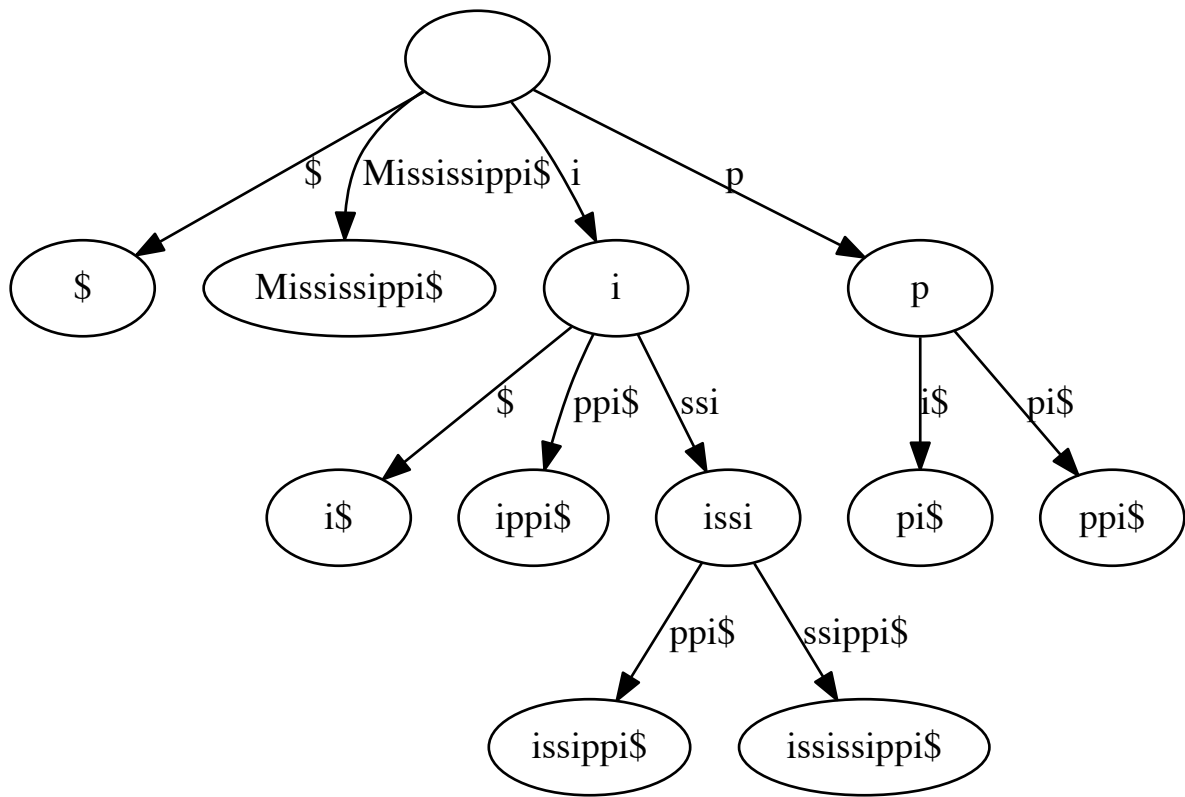 $ Mississippi$ i p
$ Mississippi$ i p
$ ppi$ ssi i$ pi$
i$ ippi$ issi pi$ ppi$
ppi$ ssippi$
issippi$ ississippi$